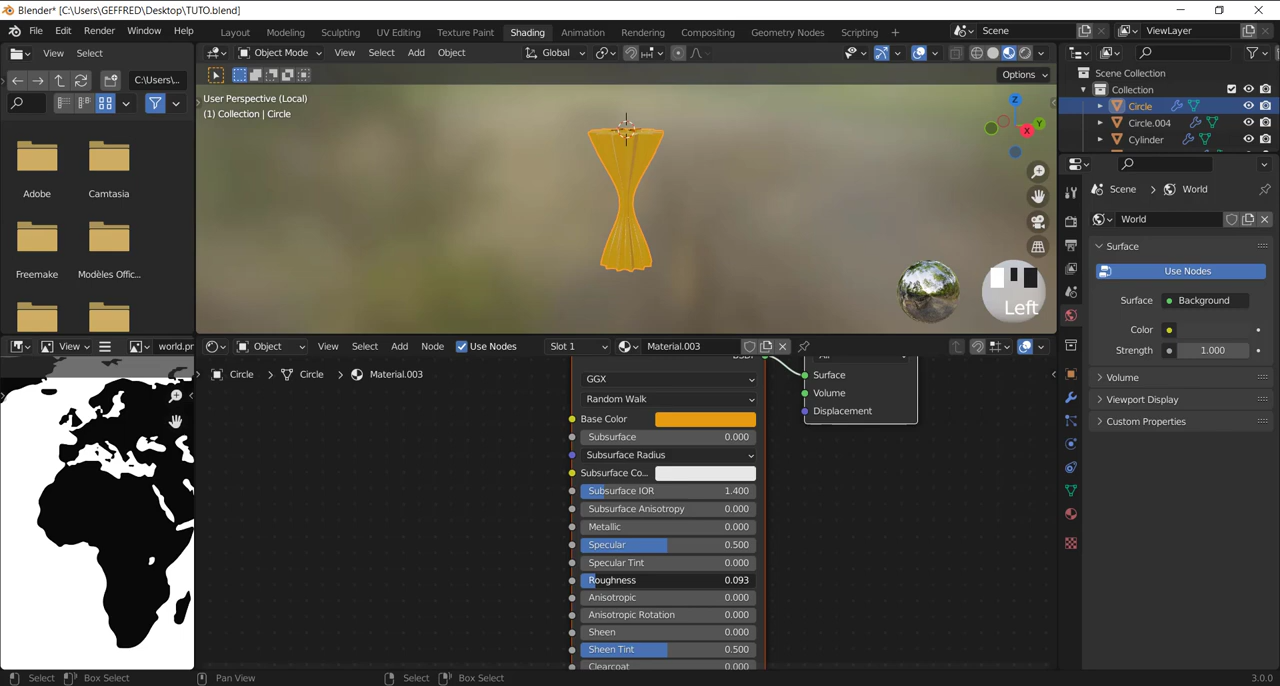 Blender* [C:\Users\GEFFRED\Desktop\TUTO.blend]
File Edit Render Window Help Layout Modeling Sculpting UV Editing Texture Paint Shading Animation Rendering Compositing Geometry Nodes Scripting + Scene ViewLayer
View Select Object Mode View Select Add Object Global
C:\Users\... Options
User Perspective (Local)
(1) Collection | Circle
Adobe Camtasia
Freemake Modèles Offic...
Z
Y
X
Left
Scene Collection
Collection
Circle
Circle.004
Cylinder
Scene > World
World
Surface
Use Nodes
Surface Background
Color
Strength 1.000
Volume
Viewport Display
Custom Properties
View world.pr Object View Select Add Node Use Nodes Slot 1 Material.003
Circle > Circle > Material.003
GGX
Random Walk
Base Color
Subsurface 0.000
Subsurface Radius
Subsurface Co...
Subsurface IOR 1.400
Subsurface Anisotropy 0.000
Metallic 0.000
Specular 0.500
Specular Tint 0.000
Roughness 0.093
Anisotropic 0.000
Anisotropic Rotation 0.000
Sheen 0.000
Sheen Tint 0.500
Clearcoat 0.000
Surface
Volume
Displacement
Select Box Select Pan View Select Box Select 3.0.0